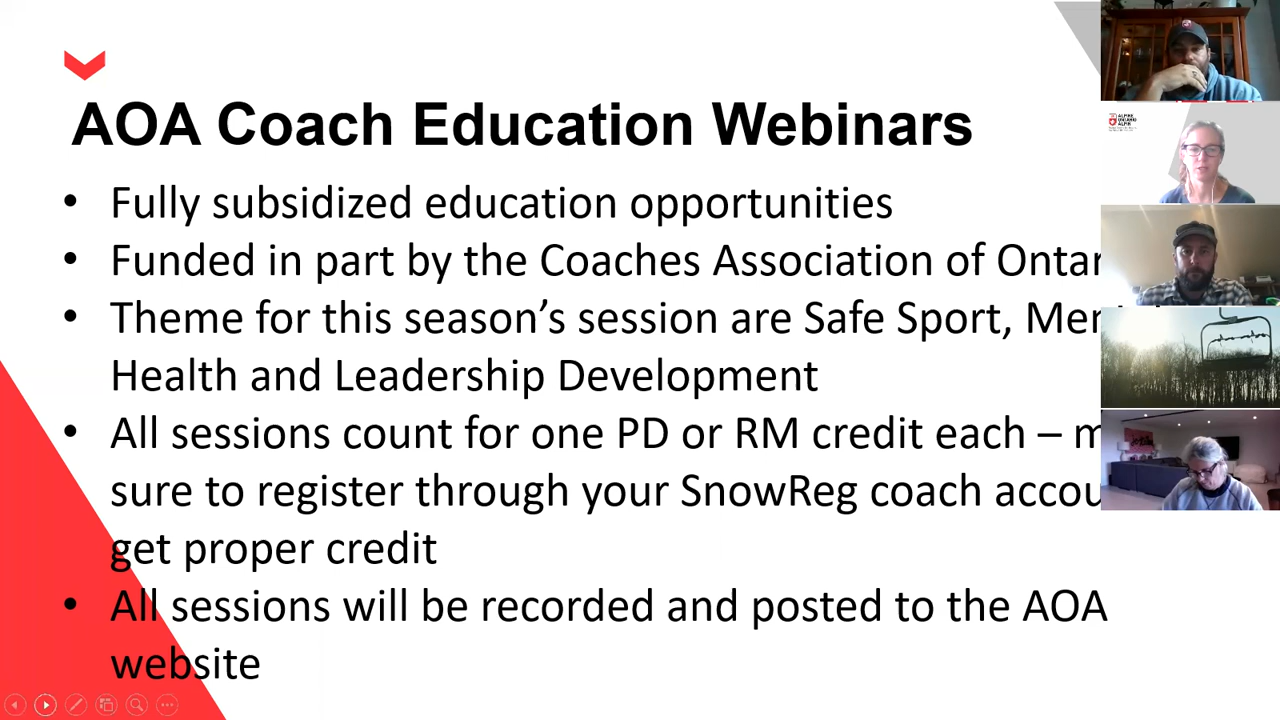 AOA Coach Education Webinars
• Fully subsidized education opportunities
• Funded in part by the Coaches Association of Ontar
• Theme for this season's session are Safe Sport, Men
Health and Leadership Development
• All sessions count for one PD or RM credit each – m
sure to register through your SnowReg coach accou
get proper credit
• All sessions will be recorded and posted to the AOA
website
ALPINE
ONTARIO
ALPIN